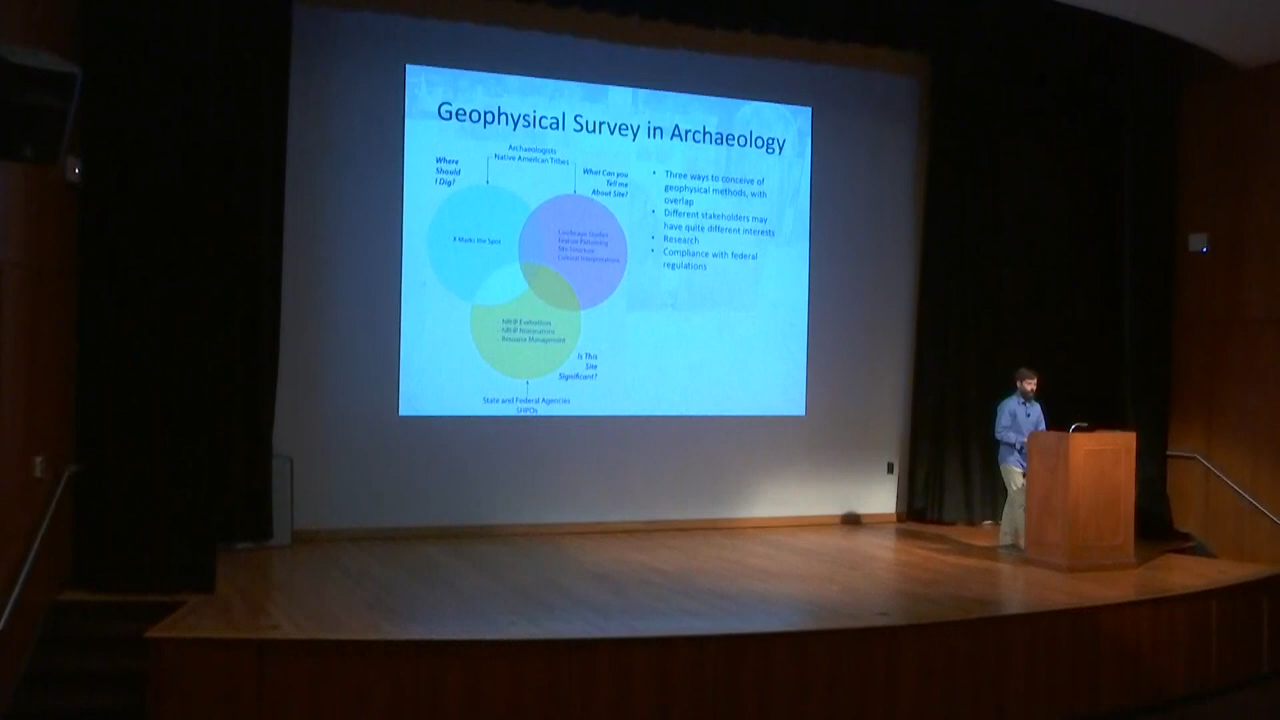 Geophysical Survey in Archaeology
Archaeologists
Native American Tribes
Where
Should
I Dig?
What Can you
Tell me
About Site?
X Marks the Spot
Landscape Studies
Feature Patterning
Site Structure
Cultural Interpretations
- NRHP Evaluations
- NRHP Nominations
Resource Management
Is This
Site
Significant?
State and Federal Agencies
SHPOs
• Three ways to conceive of
geophysical methods, with
overlap
• Different stakeholders may
have quite different interests
• Research
• Compliance with federal
regulations